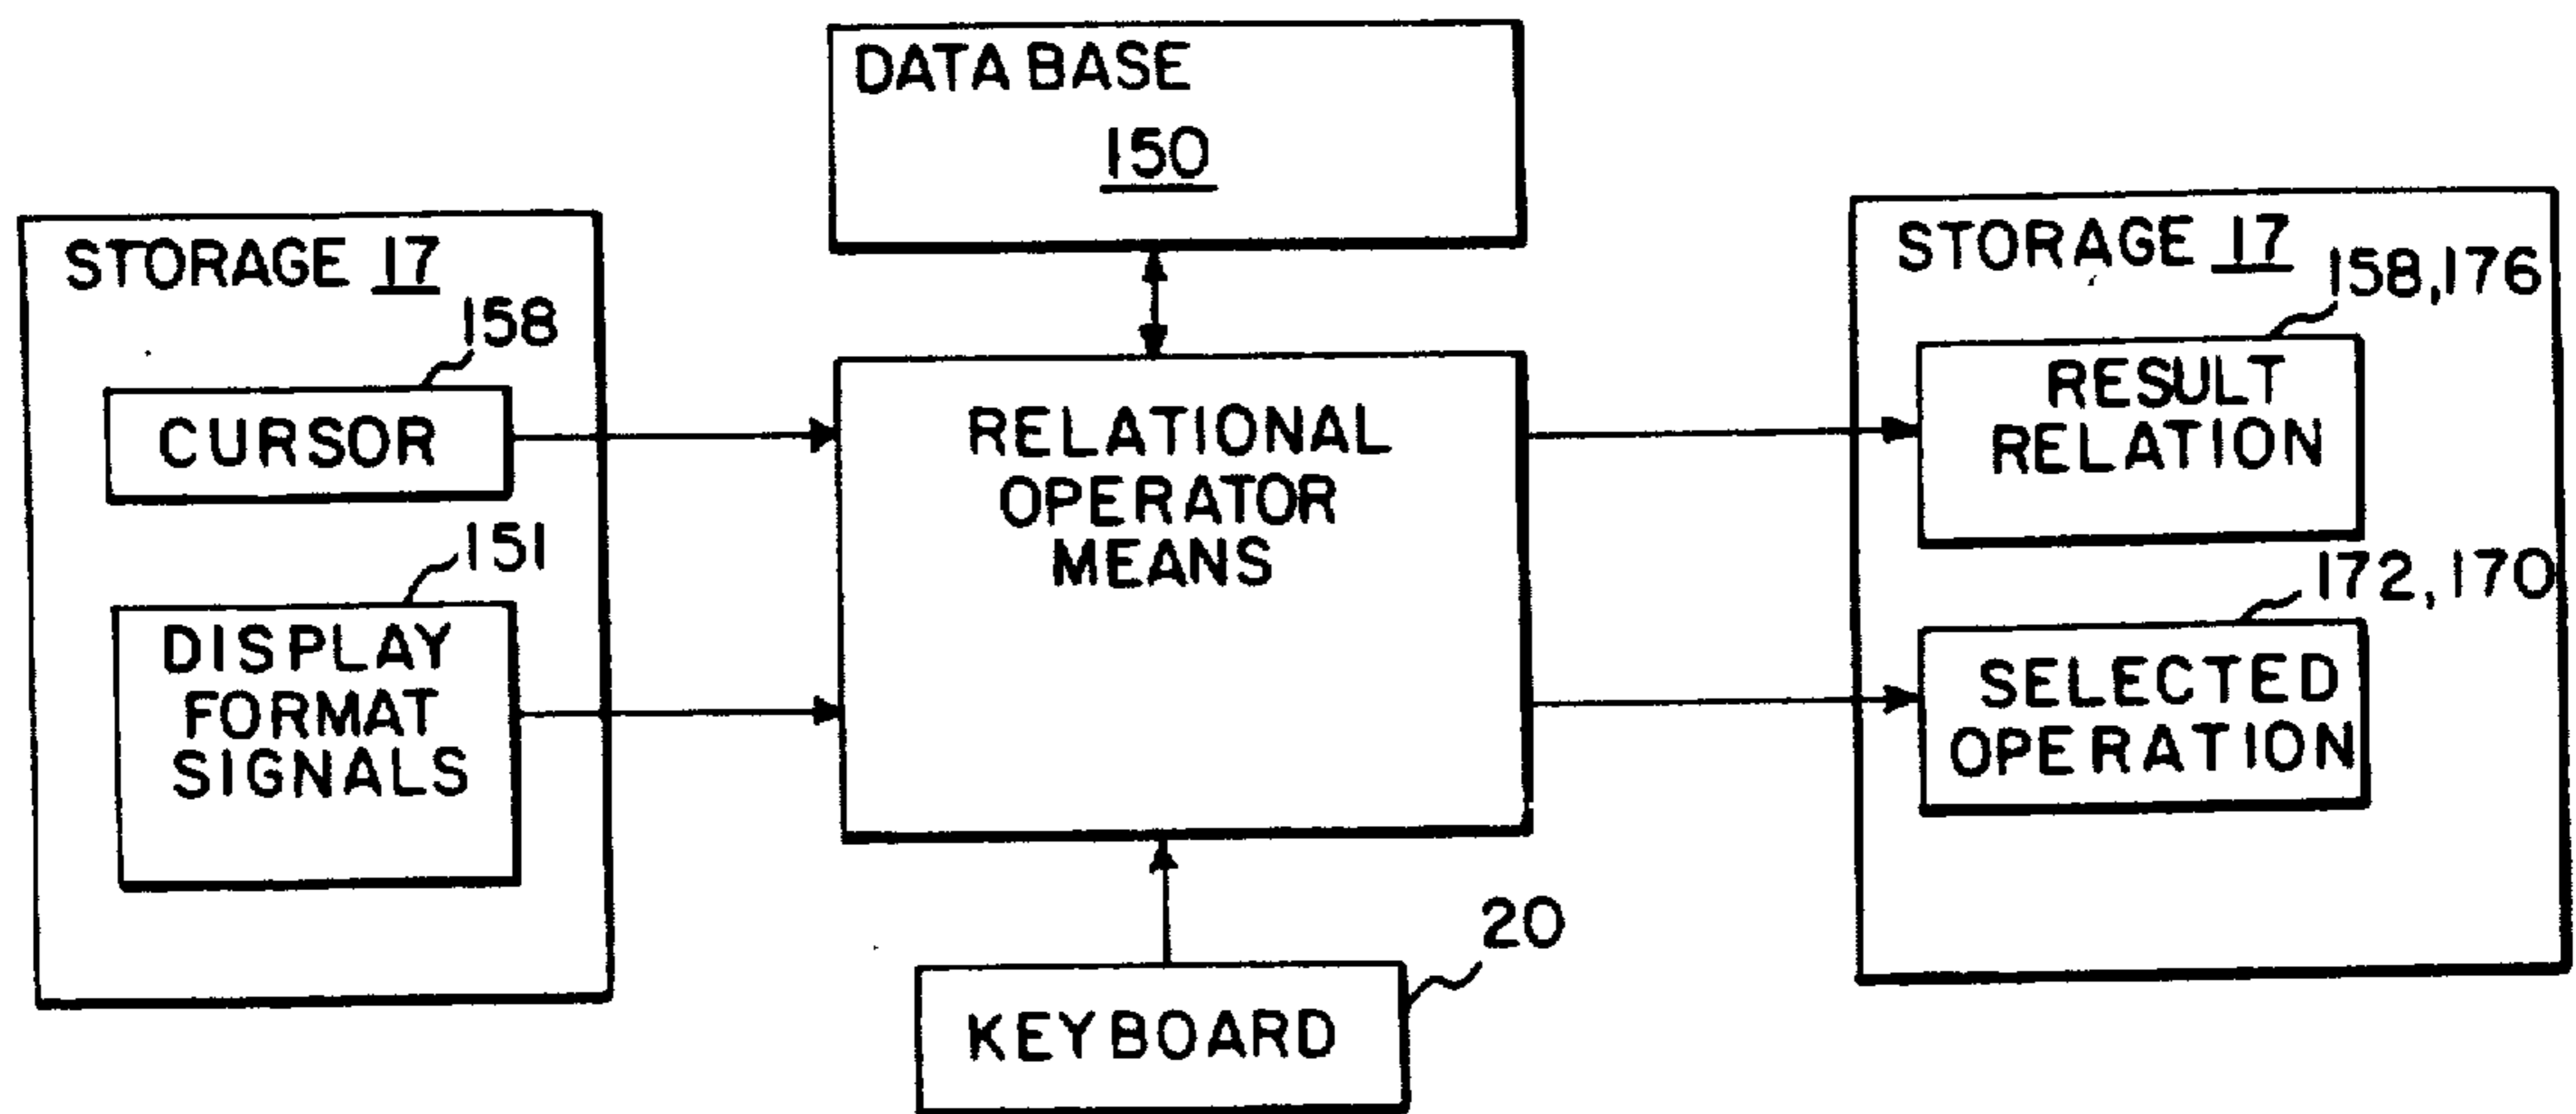 DATA BASE
150
STORAGE 17
158
CURSOR
151
DISPLAY
FORMAT
SIGNALS
RELATIONAL
OPERATOR
MEANS
20
KEYBOARD
STORAGE 17
158,176
RESULT
RELATION
172,170
SELECTED
OPERATION